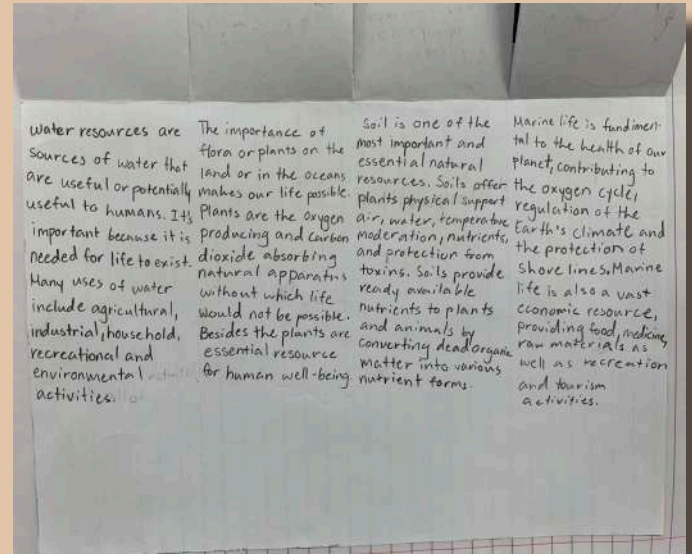 water resources are
sources of water that
are useful or potentially
useful to humans. It's
important because it is
needed for life to exist.
Many uses of water
include agricultural,
industrial, household,
recreational and
environmental
activities.
The importance of
flora or plants on the
land or in the oceans
makes our life possible.
Plants are the oxygen
producing and Carbon
dioxide absorbing
natural apparatus
without which life
would not be possible.
Besides the plants are
essential resource
for human well-being.
Soil is one of the
most important and
essential natural
resources. Soils offer
plants physical support
air, water, temperature
moderation, nutrients,
and protection from
toxins. Soils provide
ready available
nutrients to plants
and animals by
converting dead organic
matter into various
nutrient forms.
Marine life is fundimen-
tal to the health of our
planet, contributing to
the oxygen cycle,
regulation of the
Earth's climate and
the protection of
shore lines. Marine
life is also a vast
economic resource,
providing food, medicine,
raw materials as
well as recreation
and tourism
activities.